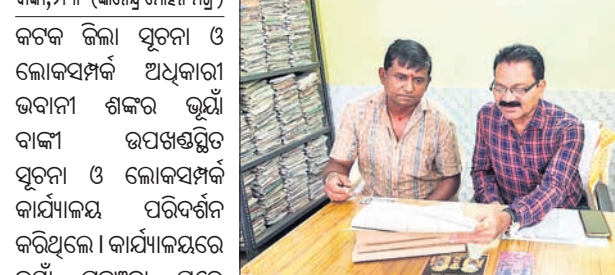 କଟକ ଜିଲା ସୂଚନା ଓ
ଲୋକସମ୍ପର୍କ ଅଧିକାରୀ
ଭବାନୀ ଶଙ୍କର ଭୂୟାଁ
ବାଙ୍କୀ ଉପଖଣ୍ଡସ୍ଥିତ
ସୂଚନା ଓ ଲୋକସମ୍ପର୍କ
କାର୍ଯ୍ୟାଳୟ ପରିଦର୍ଶନ
କରିଥିଲେ । କାର୍ଯ୍ୟାଳୟରେ